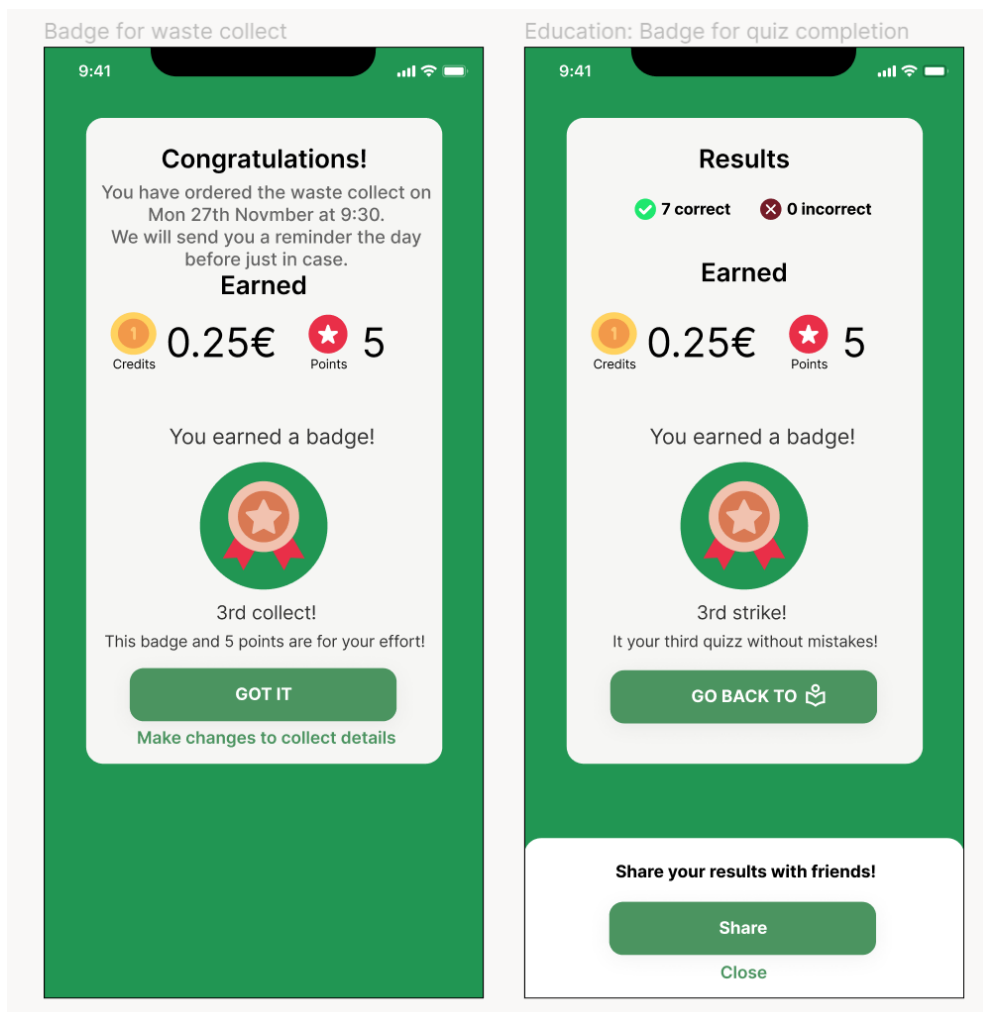 Badge for waste collect
9:41
Congratulations!
You have ordered the waste collect on
Mon 27th Novmber at 9:30.
We will send you a reminder the day
before just in case.
Earned
1
0.25€
5
Credits
Points
You earned a badge!
3rd collect!
This badge and 5 points are for your effort!
GOT IT
Make changes to collect details
Education: Badge for quiz completion
9:41
Results
7 correct
0 incorrect
Earned
1
0.25€
5
Credits
Points
You earned a badge!
3rd strike!
It your third quizz without mistakes!
GO BACK TO
Share your results with friends!
Share
Close